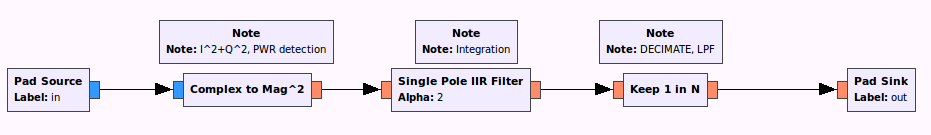 Note
Note: I^2+Q^2, PWR detection
Note
Note: Integration
Note
Note: DECIMATE, LPF
Pad Source
Label: in
Complex to Mag^2
Single Pole IIR Filter
Alpha: 2
Keep 1 in N
Pad Sink
Label: out